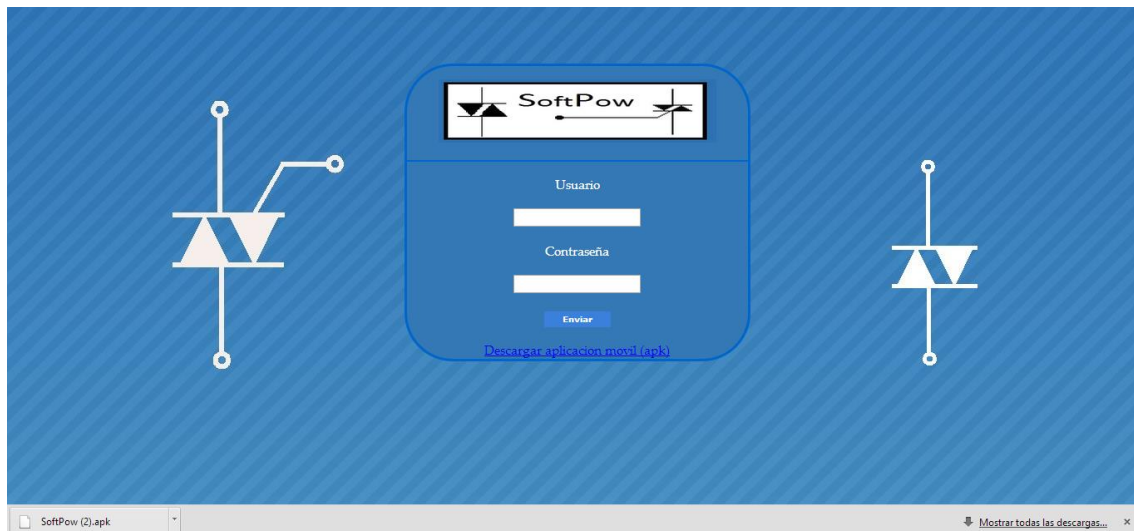 SoftPow
Usuario
Contraseña
Enviar
Descargar aplicacion movil (apk)
SoftPow (2).apk
Mostrar todas las descargas...